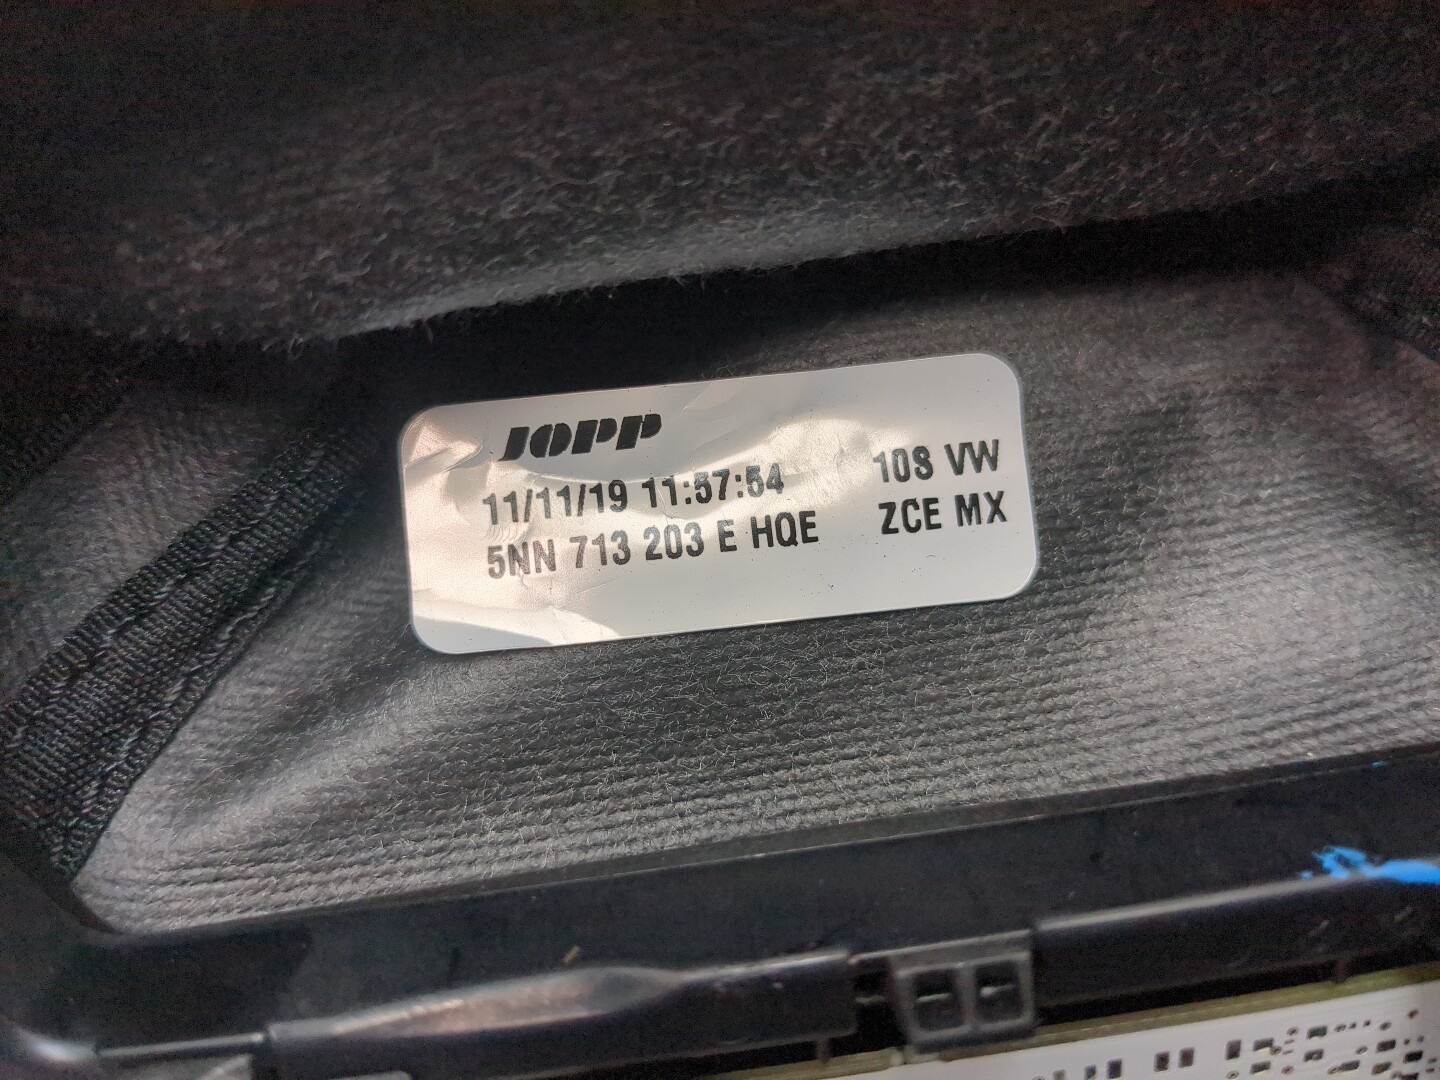 JOPP
11/11/19 11:57:54 108 VW
5NN 713 203 E HQE ZCE MX